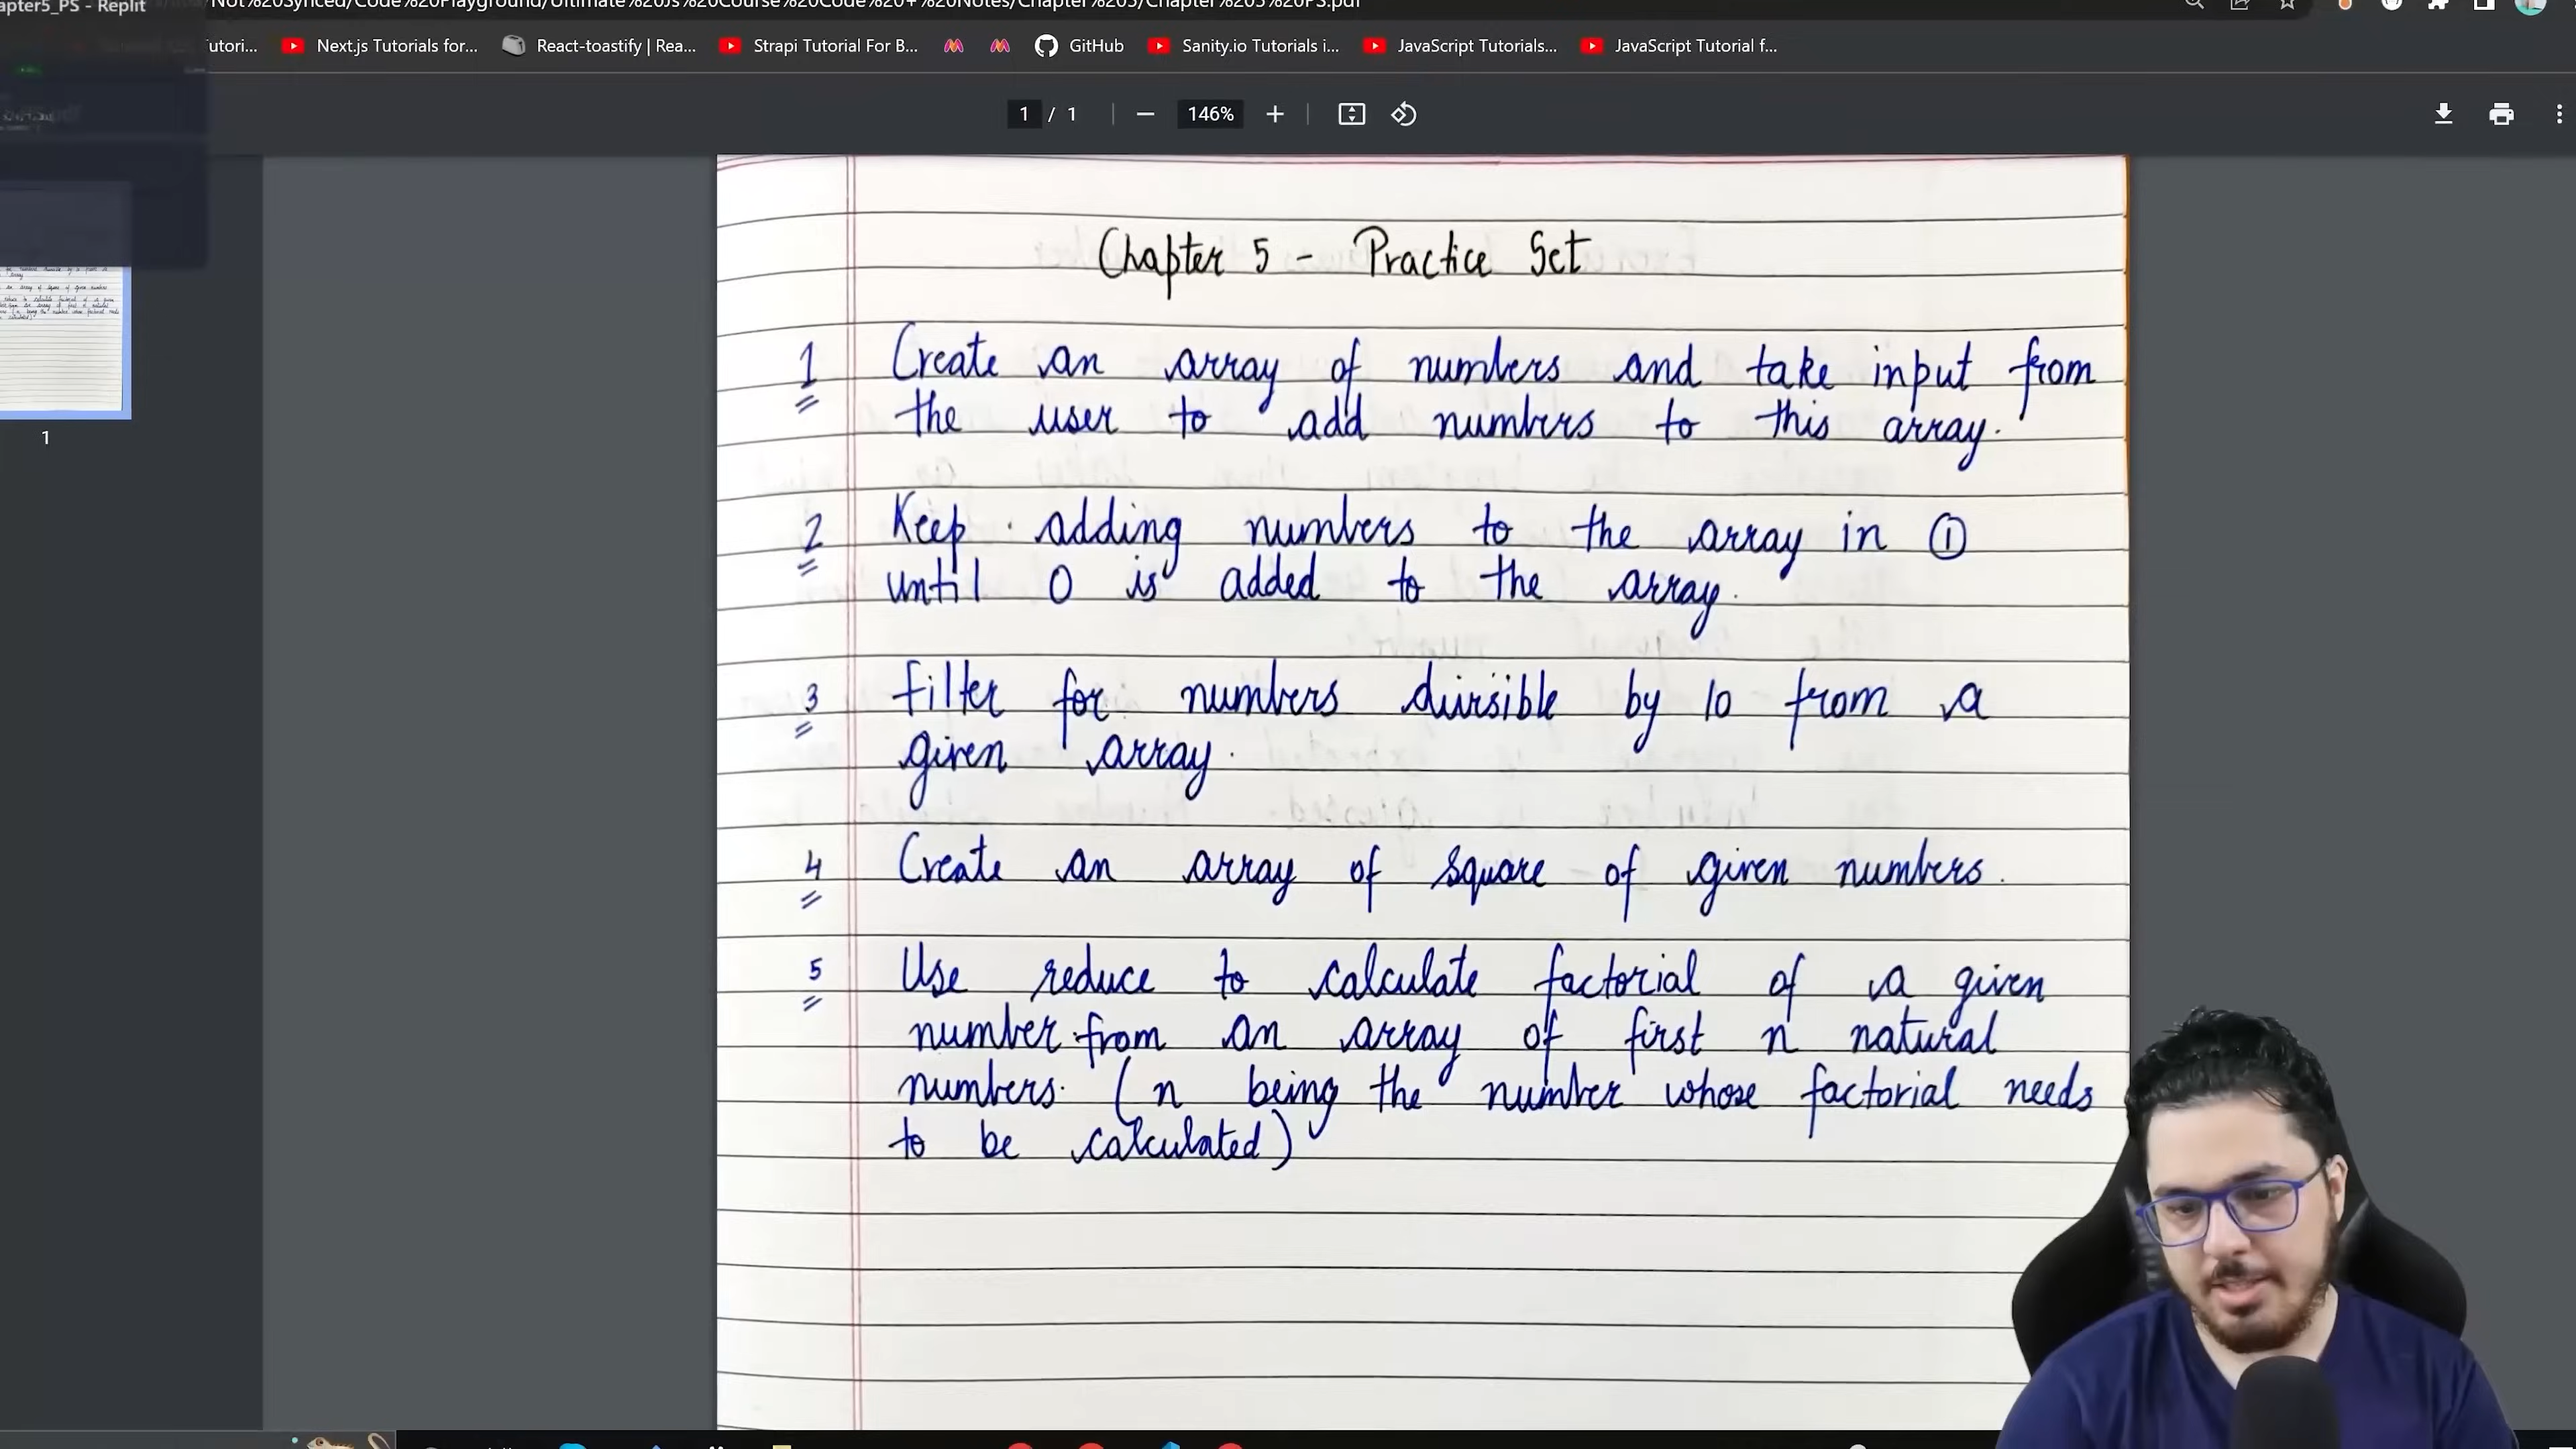 apter5_PS - Replit
Not%20Synced/Code%20Playground/Ultimate%20Js%20Course%20Code%20+%20Notes/Chapter%205/Chapter%205%20PS.pdf
utori...
Next.js Tutorials for...
React-toastify | Rea...
Strapi Tutorial For B...
GitHub
Sanity.io Tutorials i...
JavaScript Tutorials...
JavaScript Tutorial f...
1 / 1
146%
1
Chapter 5 - Practice Set
1 Create an array of numbers and take input from
the user to add numbers to this array.
2 Keep adding numbers to the array in ①
until 0 is added to the array.
3 Filter for numbers divisible by 10 from a
given array.
4 Create an array of square of given numbers.
5 Use reduce to calculate factorial of a given
number from an array of first n natural
numbers. (n being the number whose factorial needs
to be calculated)